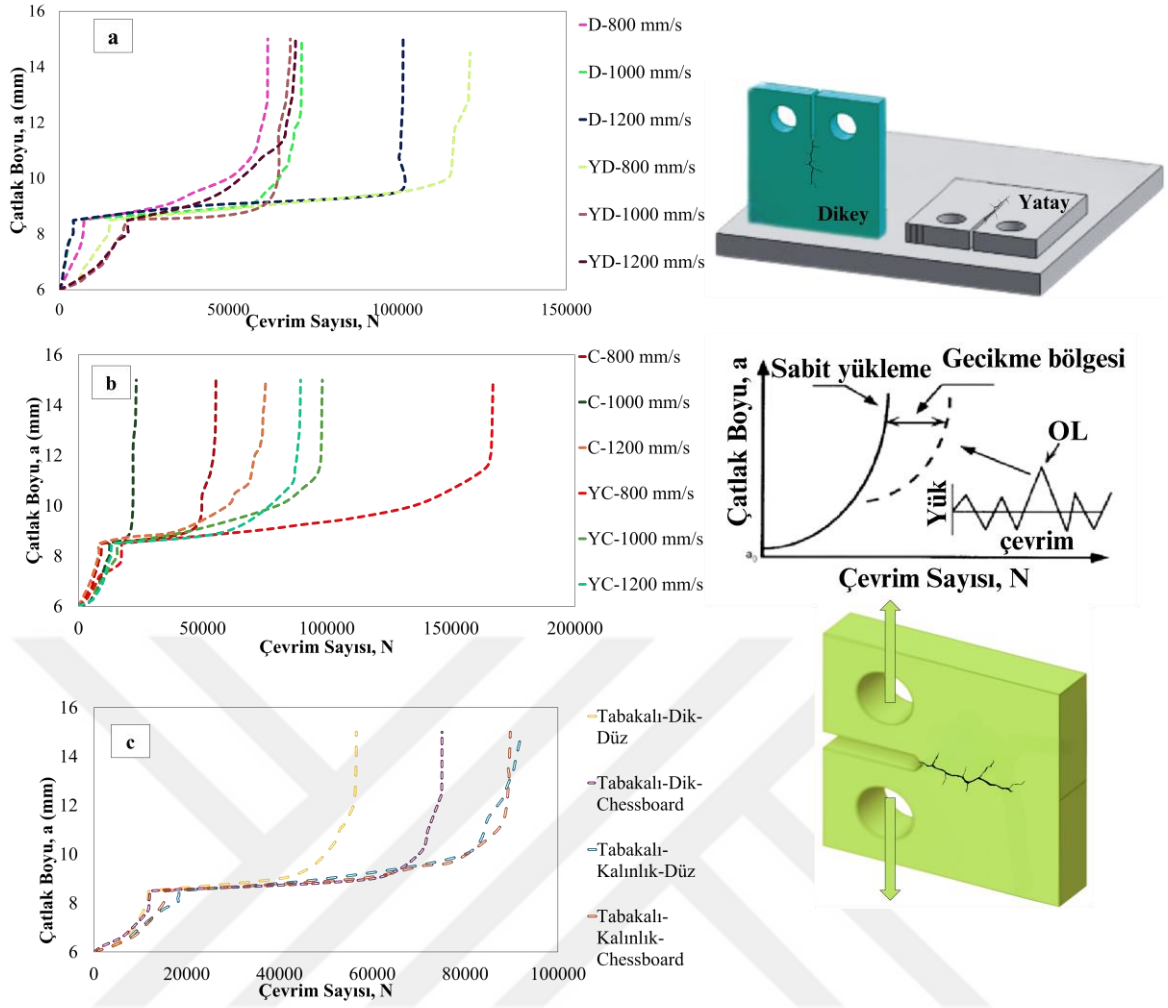 a
Çatlak Boyu, a (mm)
16
14
12
10
8
6
0
50000
100000
150000
Çevrim Sayısı, N
D-800 mm/s
D-1000 mm/s
D-1200 mm/s
YD-800 mm/s
YD-1000 mm/s
YD-1200 mm/s
Dikey
Yatay
b
Çatlak Boyu, a (mm)
16
14
12
10
8
6
0
50000
100000
150000
200000
Çevrim Sayısı, N
C-800 mm/s
C-1000 mm/s
C-1200 mm/s
YC-800 mm/s
YC-1000 mm/s
YC-1200 mm/s
Sabit yükleme
Gecikme bölgesi
OL
Yük
çevrim
Çatlak Boyu, a
a₀
Çevrim Sayısı, N
c
Çatlak Boyu, a (mm)
16
14
12
10
8
6
0
20000
40000
60000
80000
100000
Çevrim Sayısı, N
Tabakalı-Dik-
Düz
Tabakalı-Dik-
Chessboard
Tabakalı-
Kalınlık-Düz
Tabakalı-
Kalınlık-
Chessboard